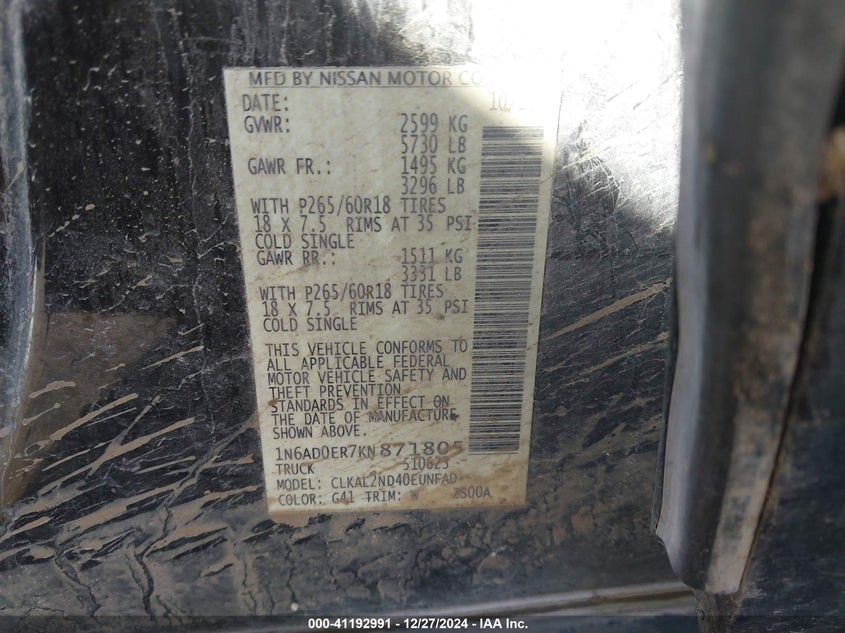 MFD BY NISSAN MOTOR CO
DATE: 10/
GVWR: 2599 KG
5730 LB
GAWR FR.: 1495 KG
3296 LB
WITH P265/60R18 TIRES
18 X 7.5 RIMS AT 35 PSI
COLD SINGLE
GAWR RR.: 1511 KG
3331 LB
WITH P265/60R18 TIRES
18 X 7.5 RIMS AT 35 PSI
COLD SINGLE
THIS VEHICLE CONFORMS TO
ALL APPLICABLE FEDERAL
MOTOR VEHICLE SAFETY AND
THEFT PREVENTION
STANDARDS IN EFFECT ON
THE DATE OF MANUFACTURE
SHOWN ABOVE.
1N6AD0ER7KN871805
TRUCK 510623
MODEL: CLKAL2ND40EUNFAD
COLOR: G41 TRIM: W 2S00A
000-41192991 - 12/27/2024 - IAA Inc.